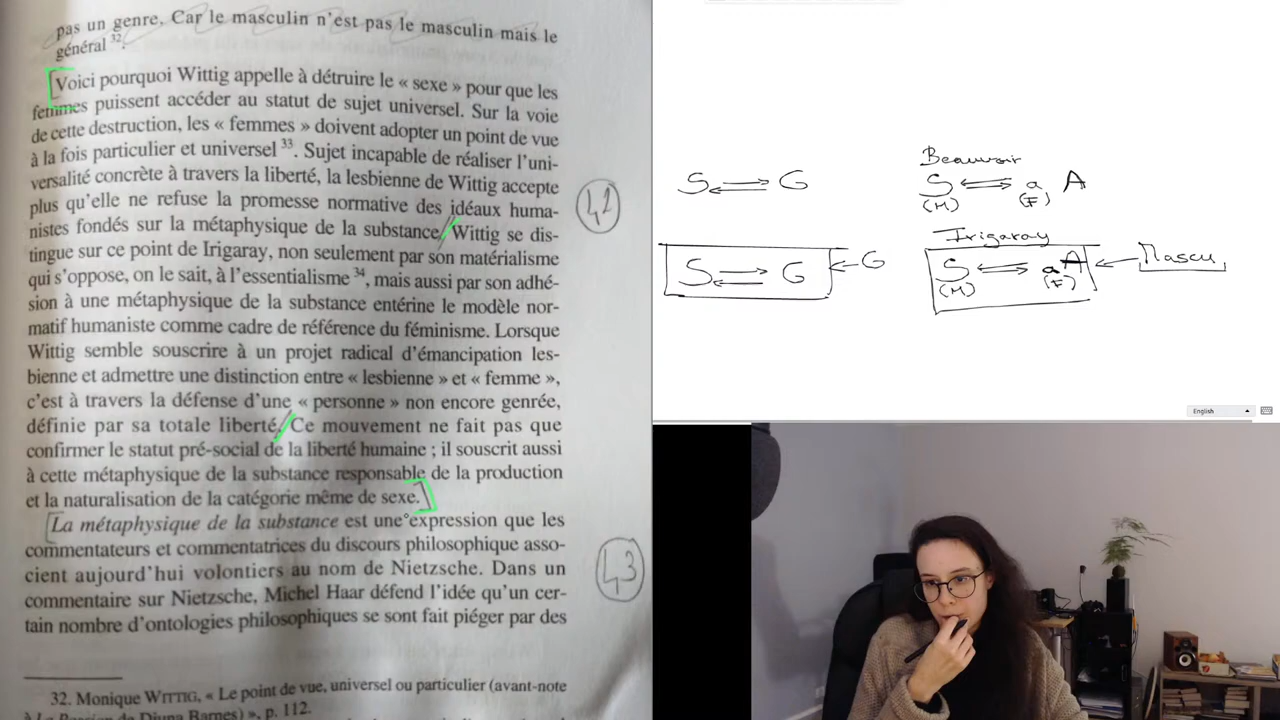 pas un genre. Car le masculin n'est pas le masculin mais le
général 32.
Voici pourquoi Wittig appelle à détruire le « sexe » pour que les
femmes puissent accéder au statut de sujet universel. Sur la voie
de cette destruction, les « femmes » doivent adopter un point de vue
à la fois particulier et universel 33. Sujet incapable de réaliser l'uni-
versalité concrète à travers la liberté, la lesbienne de Wittig accepte
plus qu'elle ne refuse la promesse normative des idéaux huma-
nistes fondés sur la métaphysique de la substance. Wittig se dis-
tingue sur ce point de Irigaray, non seulement par son matérialisme
qui s'oppose, on le sait, à l'essentialisme 34, mais aussi par son adhé-
sion à une métaphysique de la substance entérine le modèle nor-
matif humaniste comme cadre de référence du féminisme. Lorsque
Wittig semble souscrire à un projet radical d'émancipation les-
bienne et admettre une distinction entre « lesbienne » et « femme »,
c'est à travers la défense d'une « personne » non encore genrée,
définie par sa totale liberté. Ce mouvement ne fait pas que
confirmer le statut pré-social de la liberté humaine ; il souscrit aussi
à cette métaphysique de la substance responsable de la production
et la naturalisation de la catégorie même de sexe.
La métaphysique de la substance est une expression que les
commentateurs et commentatrices du discours philosophique asso-
cient aujourd'hui volontiers au nom de Nietzsche. Dans un
commentaire sur Nietzsche, Michel Haar défend l'idée qu'un cer-
tain nombre d'ontologies philosophiques se sont fait piéger par des
32. Monique WITTIG, « Le point de vue, universel ou particulier (avant-note
à La Passion de Djuna Barnes) », p. 112.
42
43
S G
S G G
Beauvoir
S a, A
(M) (F)
Irigaray
S a A Mascu
(M) (F)
English